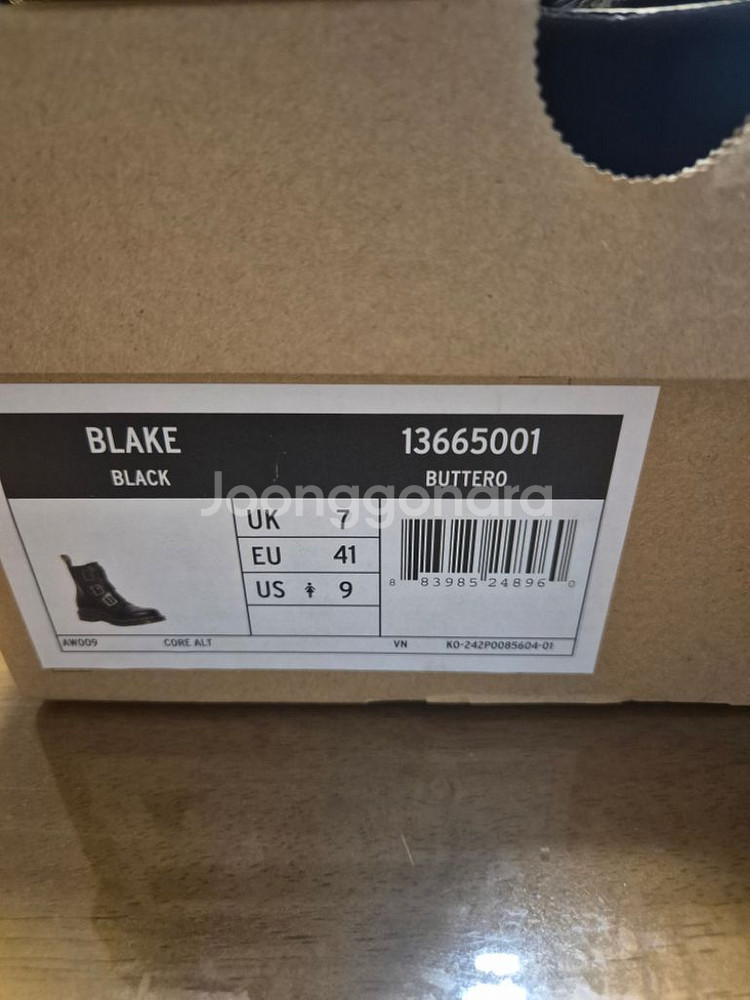 BLAKE
BLACK
13665001
BUTTERO
Joonggonara
UK 7
EU 41
US 9
8 83985 24896 0
AW009 CORE ALT VN KO-242P0085604-01